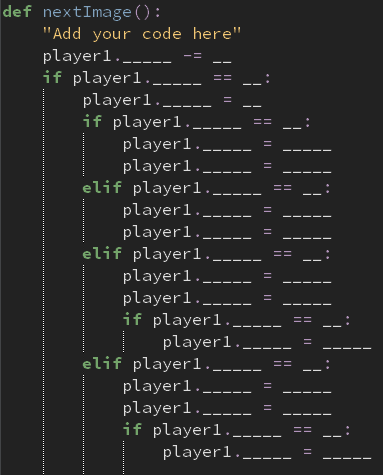 def nextImage():
    "Add your code here"
    player1._____ -= __
    if player1._____ == __:
        player1._____ = __
        if player1._____ == __:
            player1._____ = _____
            player1._____ = _____
        elif player1._____ == __:
            player1._____ = _____
            player1._____ = _____
        elif player1._____ == __:
            player1._____ = _____
            player1._____ = _____
            if player1._____ == __:
                player1._____ = _____
        elif player1._____ == __:
            player1._____ = _____
            player1._____ = _____
            if player1._____ == __:
                player1._____ = _____